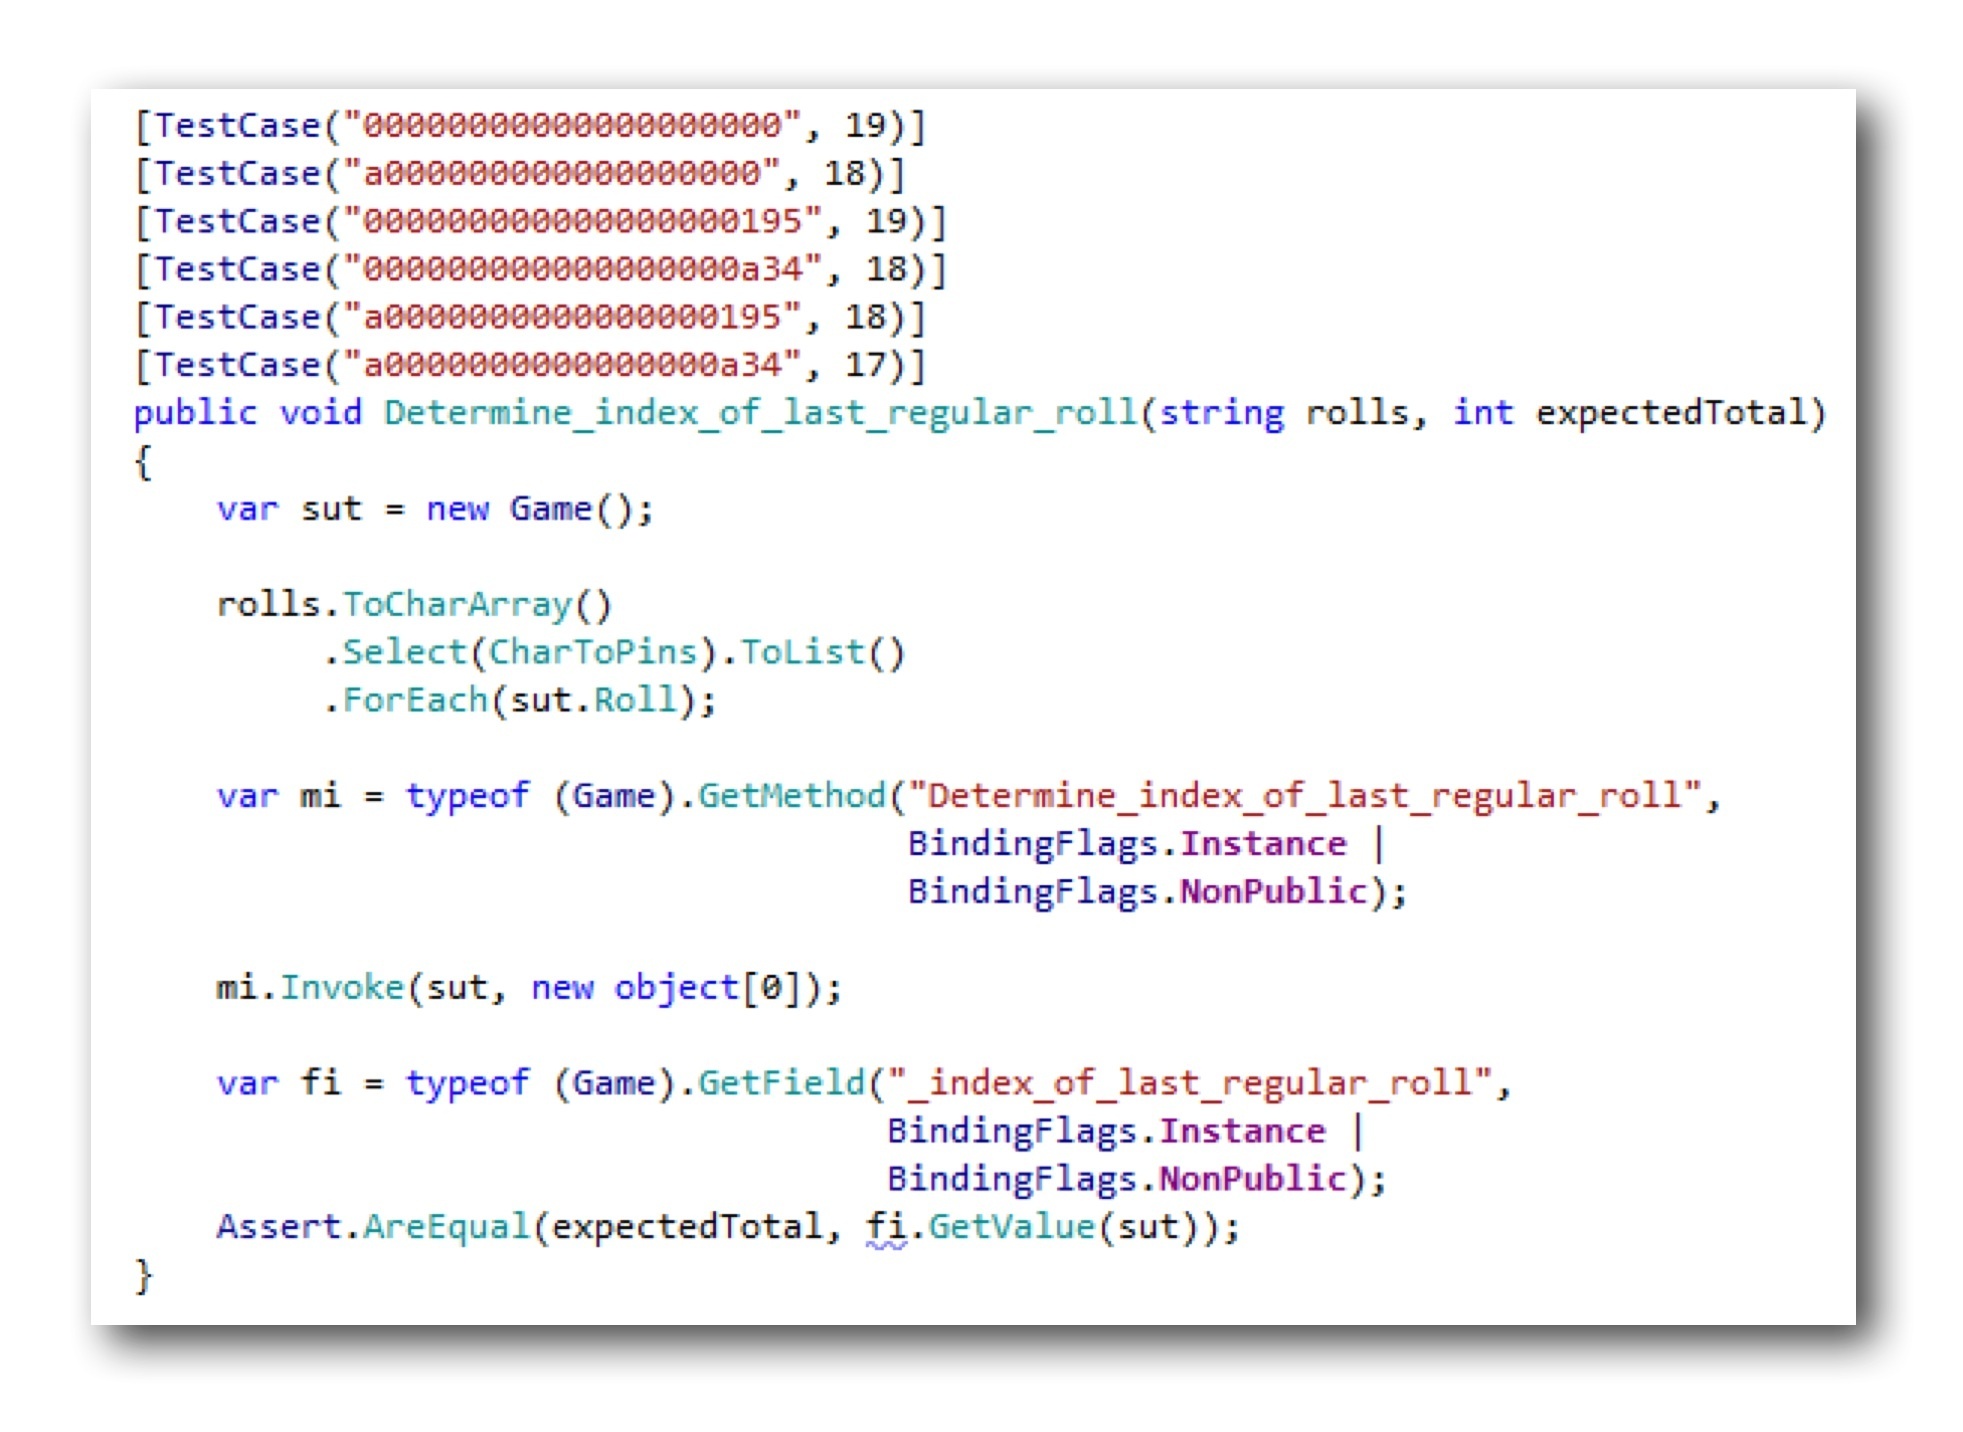 [TestCase("00000000000000000000", 19)]
[TestCase("a000000000000000000", 18)]
[TestCase("000000000000000000195", 19)]
[TestCase("000000000000000000a34", 18)]
[TestCase("a0000000000000000195", 18)]
[TestCase("a0000000000000000a34", 17)]
public void Determine_index_of_last_regular_roll(string rolls, int expectedTotal)
{
    var sut = new Game();
    rolls.ToCharArray()
         .Select(CharToPins).ToList()
         .ForEach(sut.Roll);
    var mi = typeof (Game).GetMethod("Determine_index_of_last_regular_roll",
                                     BindingFlags.Instance |
                                     BindingFlags.NonPublic);
    mi.Invoke(sut, new object[0]);
    var fi = typeof (Game).GetField("_index_of_last_regular_roll",
                                    BindingFlags.Instance |
                                    BindingFlags.NonPublic);
    Assert.AreEqual(expectedTotal, fi.GetValue(sut));
}